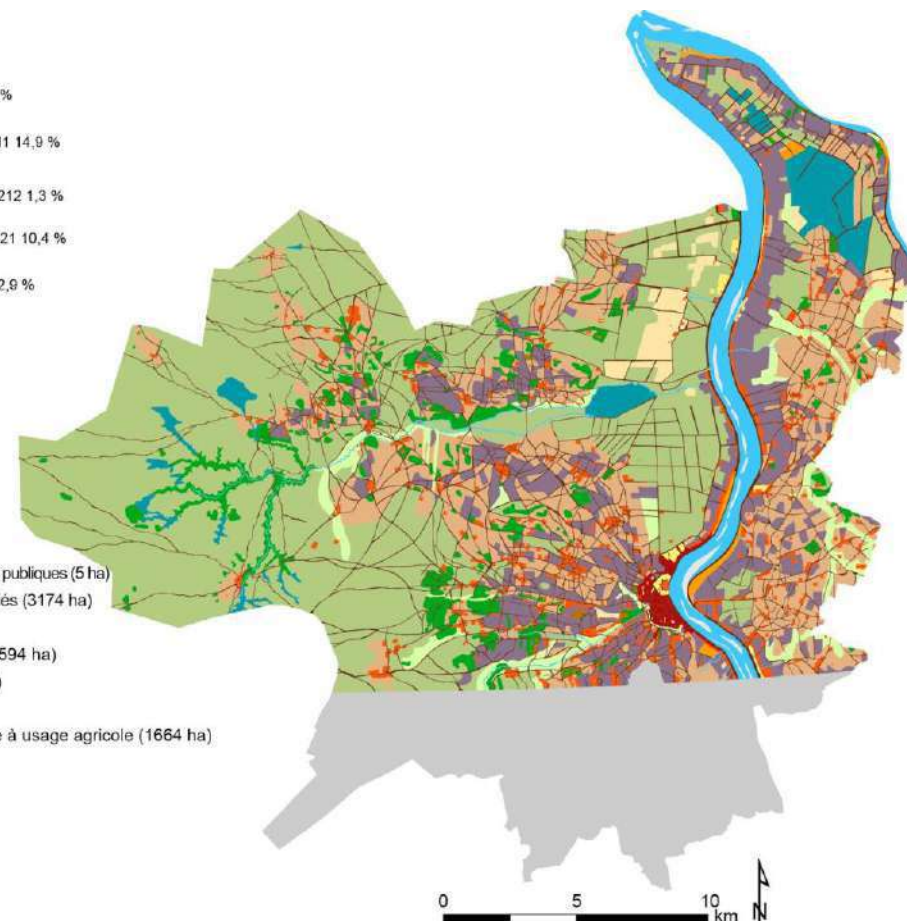 %
1 14,9 %
212 1,3 %
21 10,4 %
2,9 %
publiques (5 ha)
és (3174 ha)
594 ha)
)
e à usage agricole (1664 ha)
0 5 10
km
N